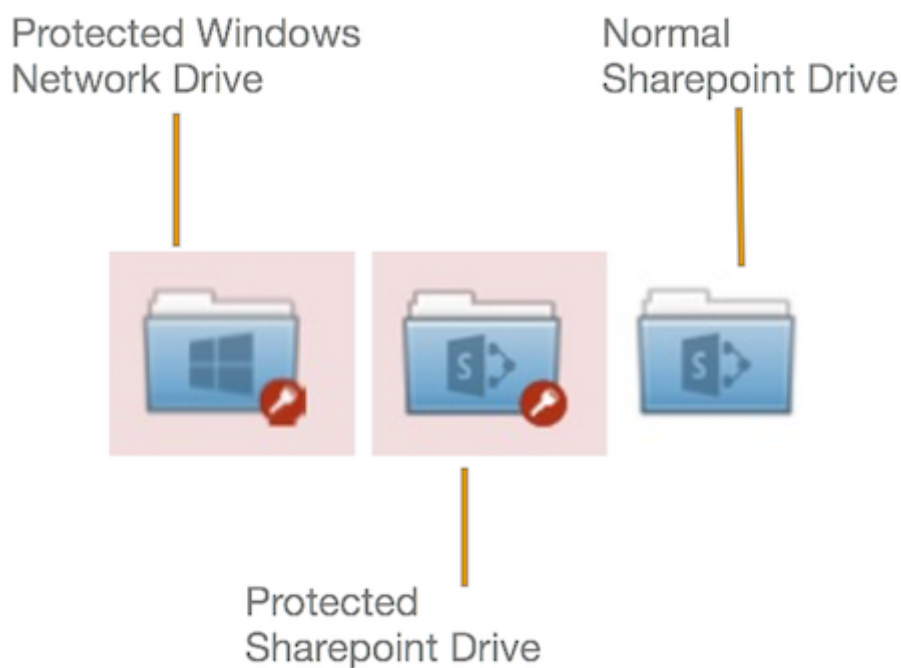 Protected Windows
Network Drive
Normal
Sharepoint Drive
S
S
Protected
Sharepoint Drive